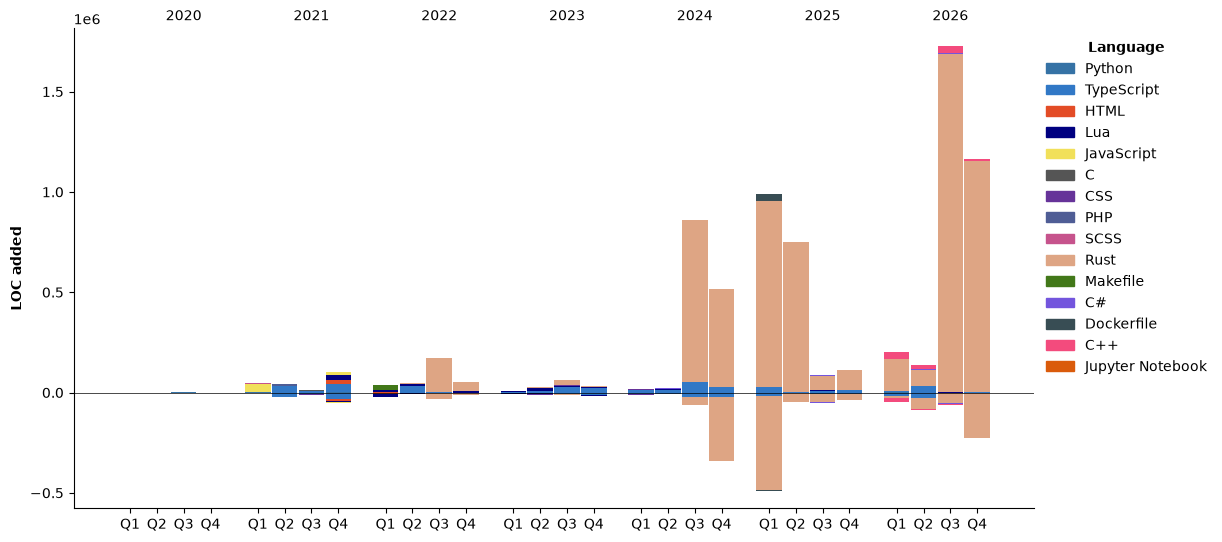 1e6
2020 2021 2022 2023 2024 2025 2026
LOC added
1.5
1.0
0.5
0.0
−0.5
Q1 Q2 Q3 Q4 Q1 Q2 Q3 Q4 Q1 Q2 Q3 Q4 Q1 Q2 Q3 Q4 Q1 Q2 Q3 Q4 Q1 Q2 Q3 Q4 Q1 Q2 Q3 Q4
Language
Python
TypeScript
HTML
Lua
JavaScript
C
CSS
PHP
SCSS
Rust
Makefile
C#
Dockerfile
C++
Jupyter Notebook